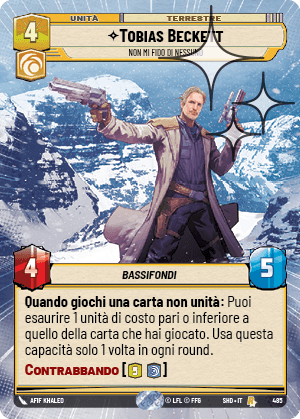 UNITÀ TERRESTRE
4
✧TOBIAS BECKETT
NON MI FIDO DI NESSUNO
4
BASSIFONDI
5
Quando giochi una carta non unità: Puoi
esaurire 1 unità di costo pari o inferiore a
quello della carta che hai giocato. Usa questa
capacità solo 1 volta in ogni round.
CONTRABBANDO [5 ]
AFIF KHALED © LFL © FFG SHD • IT 485